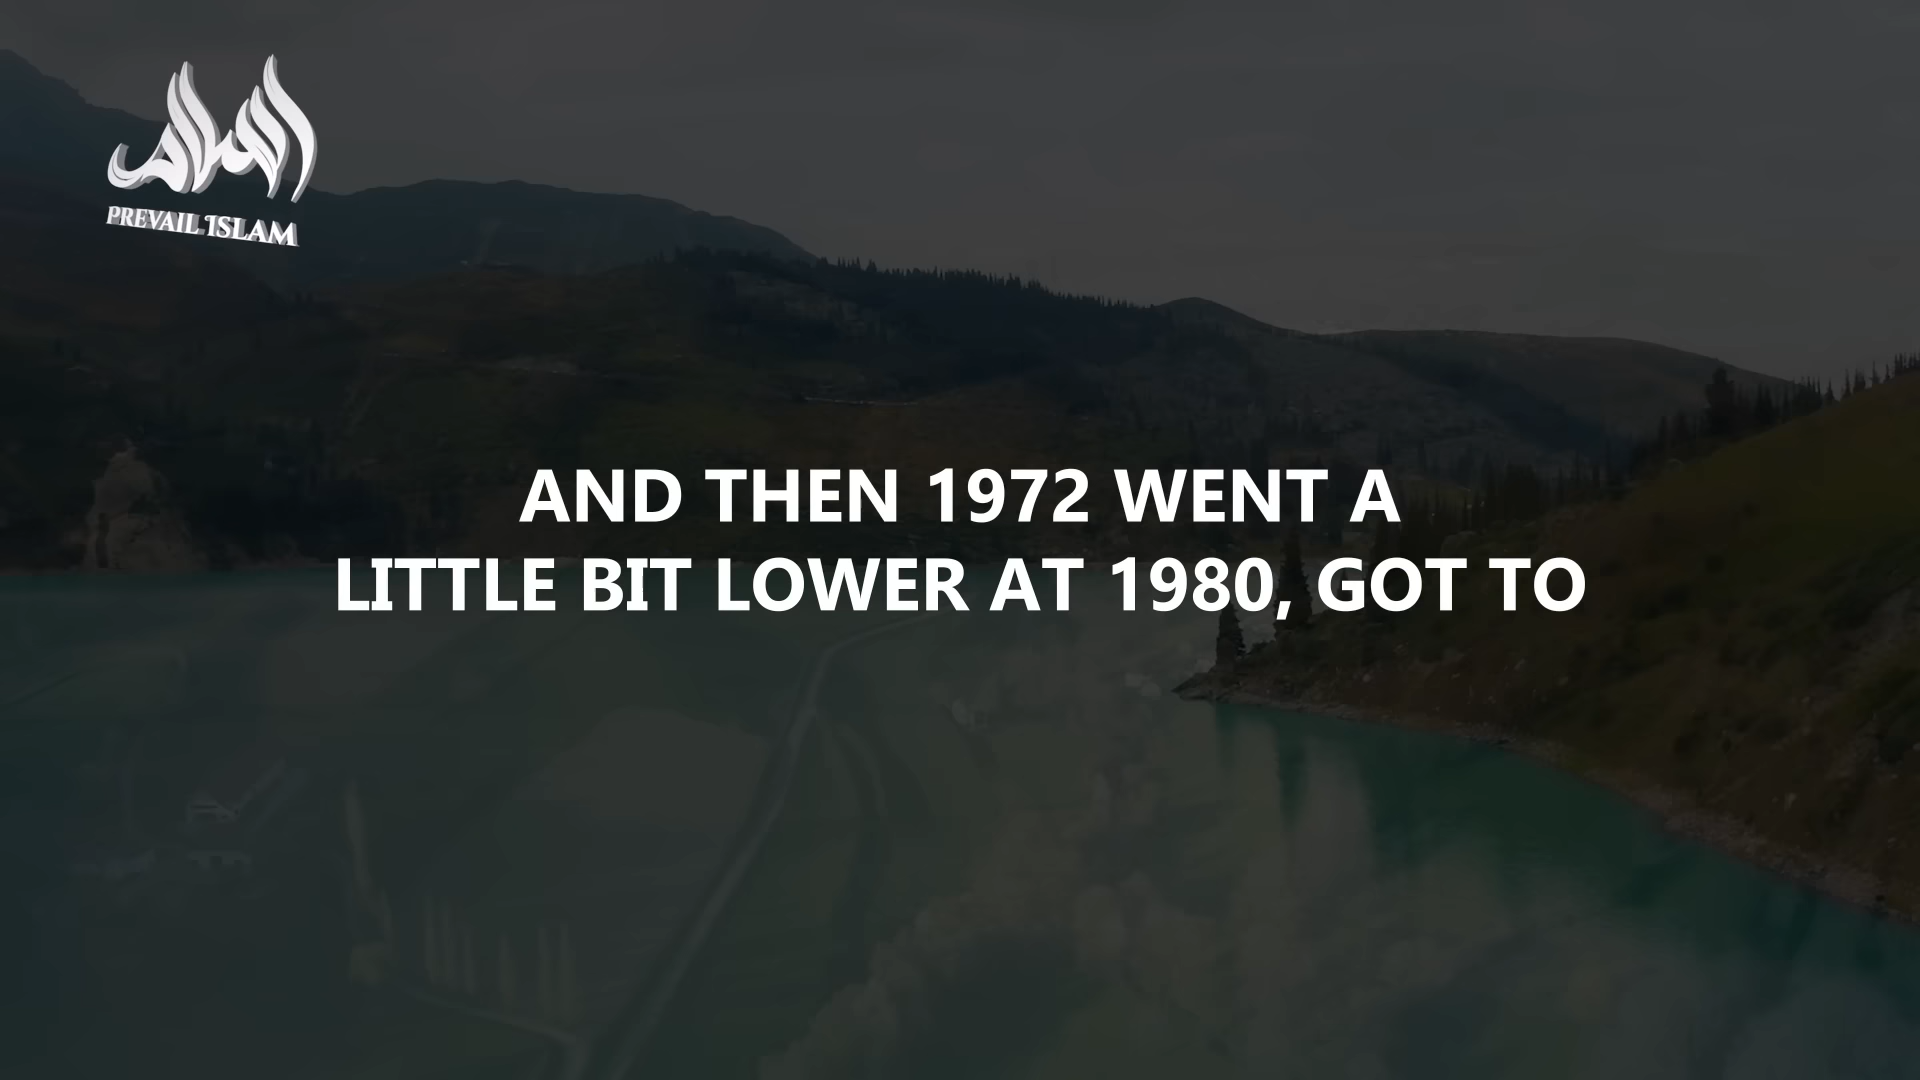 PREVAIL ISLAM
AND THEN 1972 WENT A
LITTLE BIT LOWER AT 1980, GOT TO